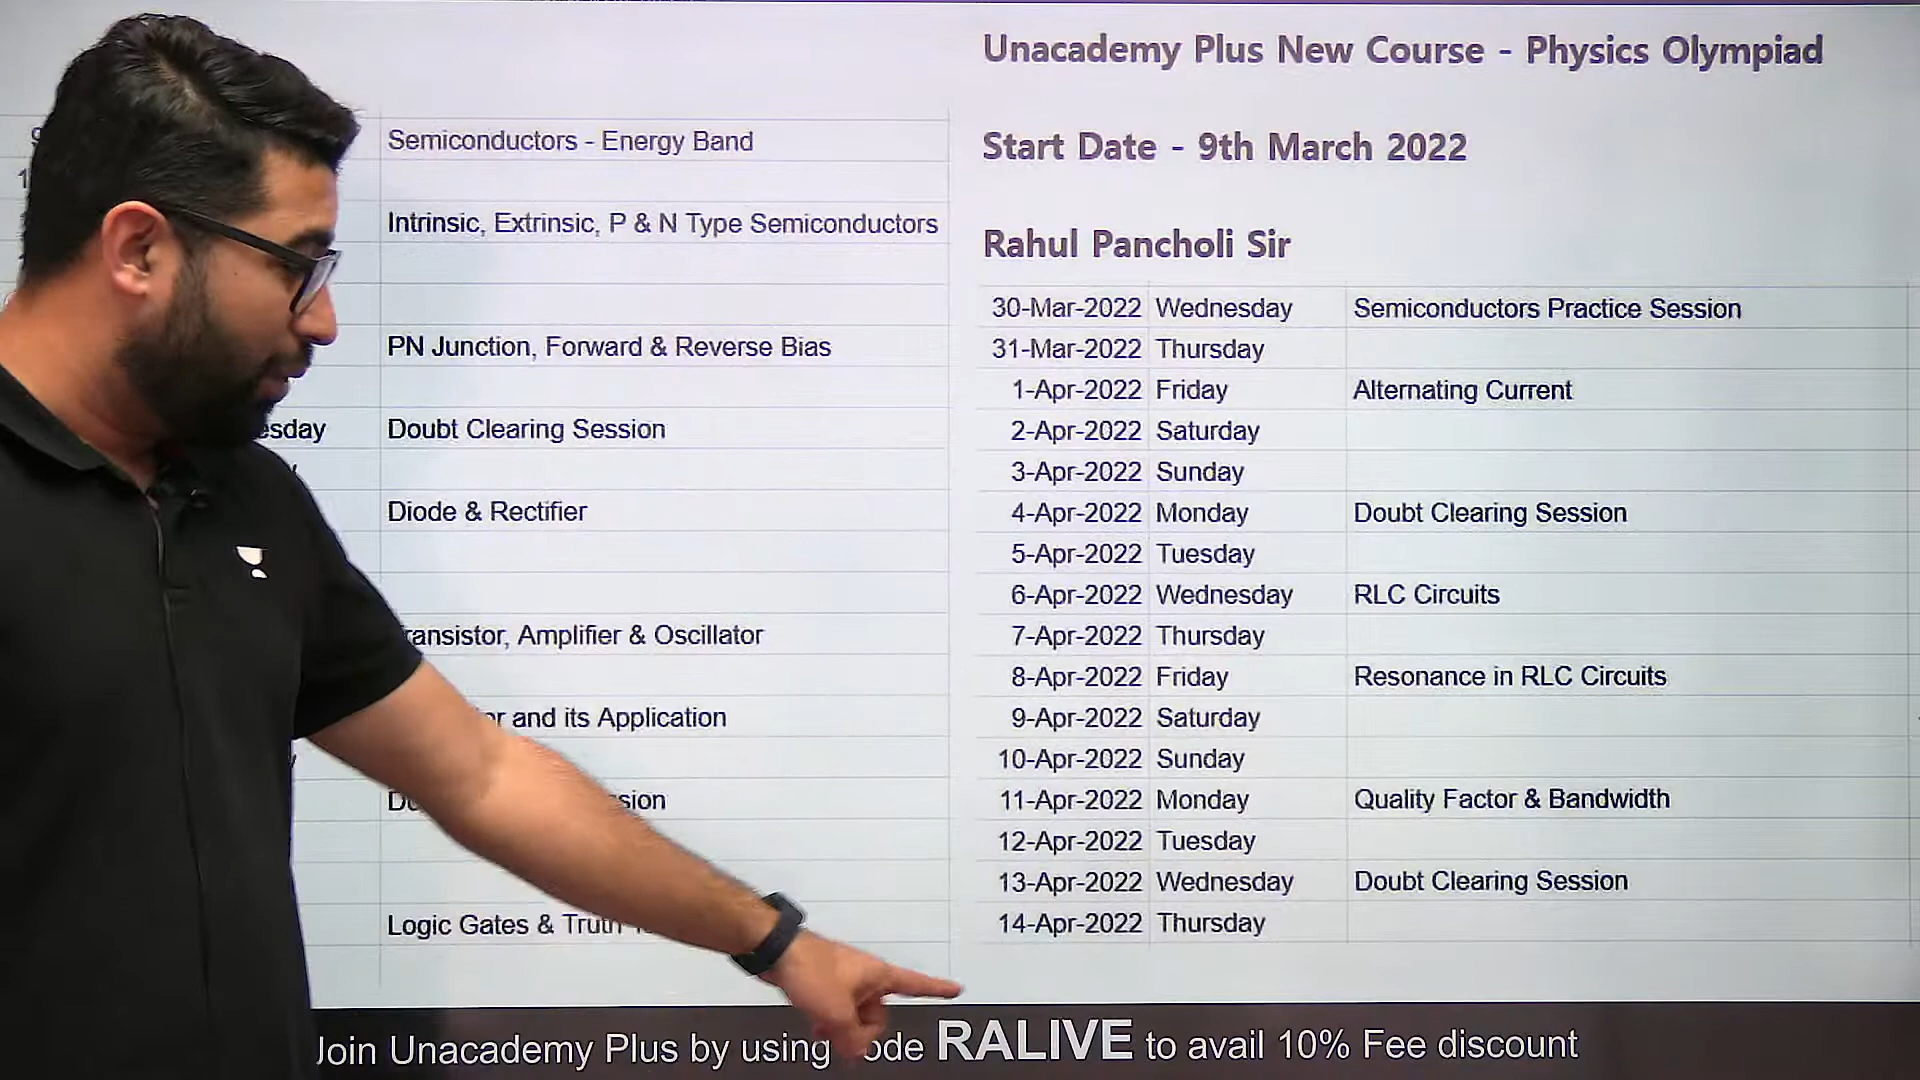 Unacademy Plus New Course - Physics Olympiad
Start Date - 9th March 2022
Rahul Pancholi Sir
Semiconductors - Energy Band
Intrinsic, Extrinsic, P & N Type Semiconductors
PN Junction, Forward & Reverse Bias
Doubt Clearing Session
Diode & Rectifier
Amplifier & Oscillator
and its Application
Logic Gates &
30-Mar-2022 Wednesday Semiconductors Practice Session
31-Mar-2022 Thursday
1-Apr-2022 Friday Alternating Current
2-Apr-2022 Saturday
3-Apr-2022 Sunday
4-Apr-2022 Monday Doubt Clearing Session
5-Apr-2022 Tuesday
6-Apr-2022 Wednesday RLC Circuits
7-Apr-2022 Thursday
8-Apr-2022 Friday Resonance in RLC Circuits
9-Apr-2022 Saturday
10-Apr-2022 Sunday
11-Apr-2022 Monday Quality Factor & Bandwidth
12-Apr-2022 Tuesday
13-Apr-2022 Wednesday Doubt Clearing Session
14-Apr-2022 Thursday
Join Unacademy Plus by using RALIVE to avail 10% Fee discount